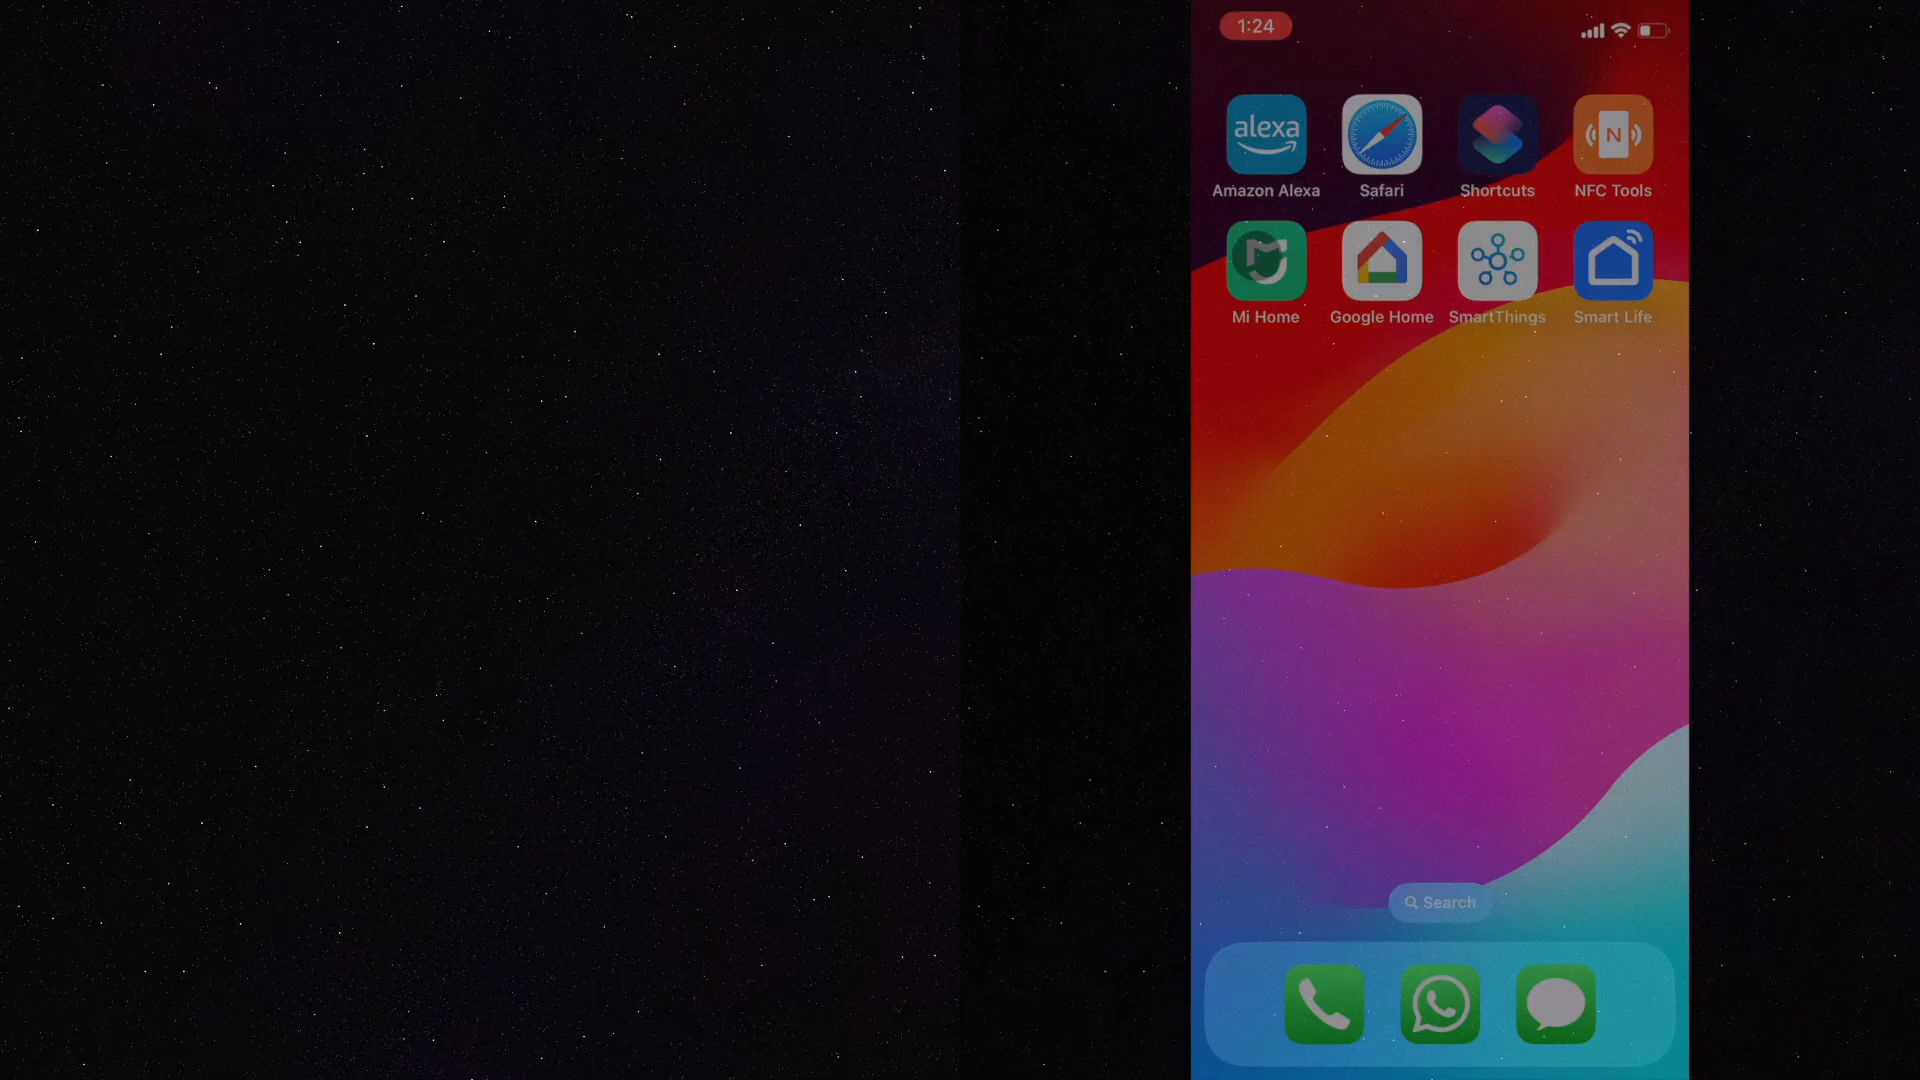 1:24
alexa
N
Amazon Alexa Safari Shortcuts NFC Tools
Mi Home Google Home SmartThings Smart Life
Search